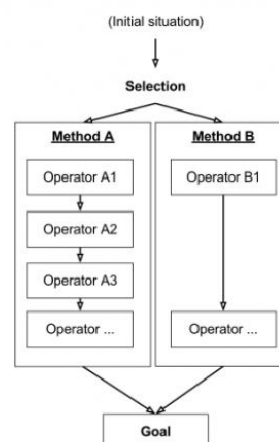 (Initial situation)
Selection
Method A
Operator A1
Operator A2
Operator A3
Operator ...
Method B
Operator B1
Operator ...
Goal